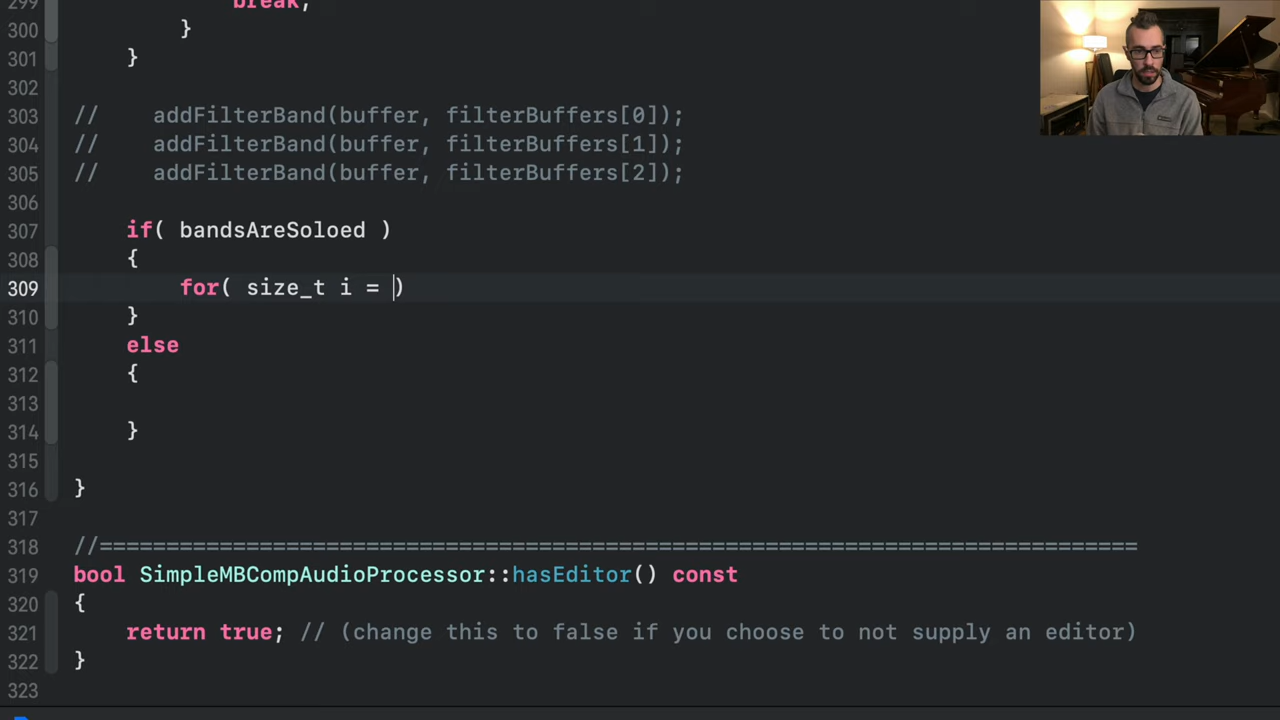 299 break;
300 }
301 }
302
303 // addFilterBand(buffer, filterBuffers[0]);
304 // addFilterBand(buffer, filterBuffers[1]);
305 // addFilterBand(buffer, filterBuffers[2]);
306
307 if( bandsAreSoloed )
308 {
309 for( size_t i = )
310 }
311 else
312 {
313
314 }
315
316 }
317
318 //===============================================================================
319 bool SimpleMBCompAudioProcessor::hasEditor() const
320 {
321 return true; // (change this to false if you choose to not supply an editor)
322 }
323